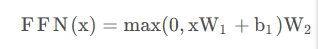 FFN(x) = max(0, xW₁ + b₁)W₂